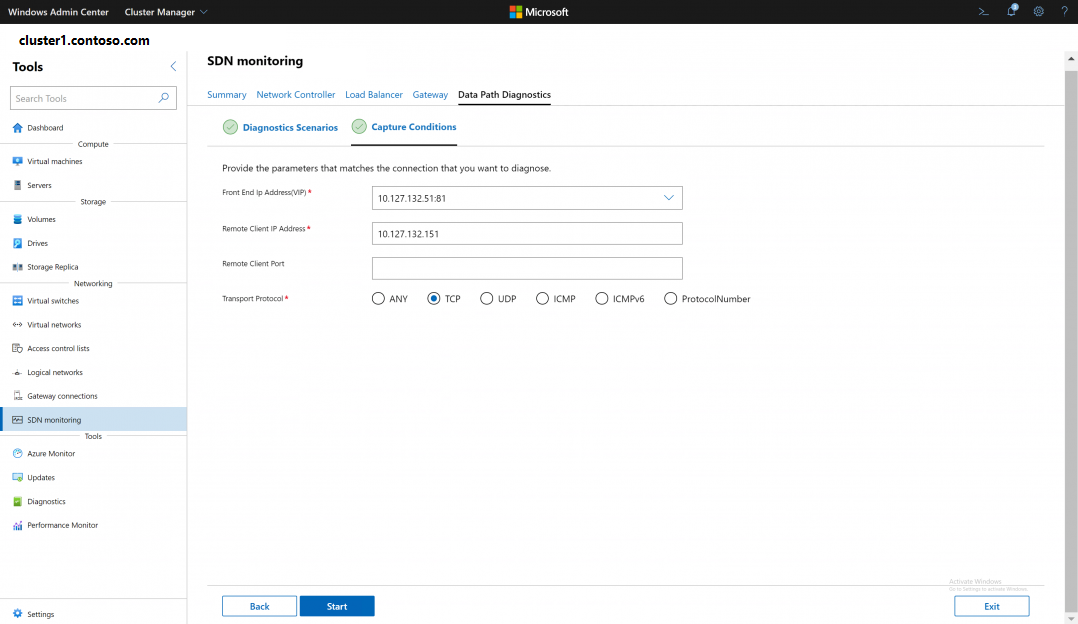 Windows Admin Center Cluster Manager Microsoft
3
cluster1.contoso.com
Tools
Search Tools
Dashboard
Compute
Virtual machines
Servers
Storage
Volumes
Drives
Storage Replica
Networking
Virtual switches
Virtual networks
Access control lists
Logical networks
Gateway connections
SDN monitoring
Tools
Azure Monitor
Updates
Diagnostics
Performance Monitor
Settings
SDN monitoring
Summary Network Controller Load Balancer Gateway Data Path Diagnostics
Diagnostics Scenarios Capture Conditions
Provide the parameters that matches the connection that you want to diagnose.
Front End Ip Address(VIP)* 10.127.132.51:81
Remote Client IP Address* 10.127.132.151
Remote Client Port
Transport Protocol* ANY TCP UDP ICMP ICMPv6 ProtocolNumber
Activate Windows
Go to Settings to activate Windows.
Back Start Exit